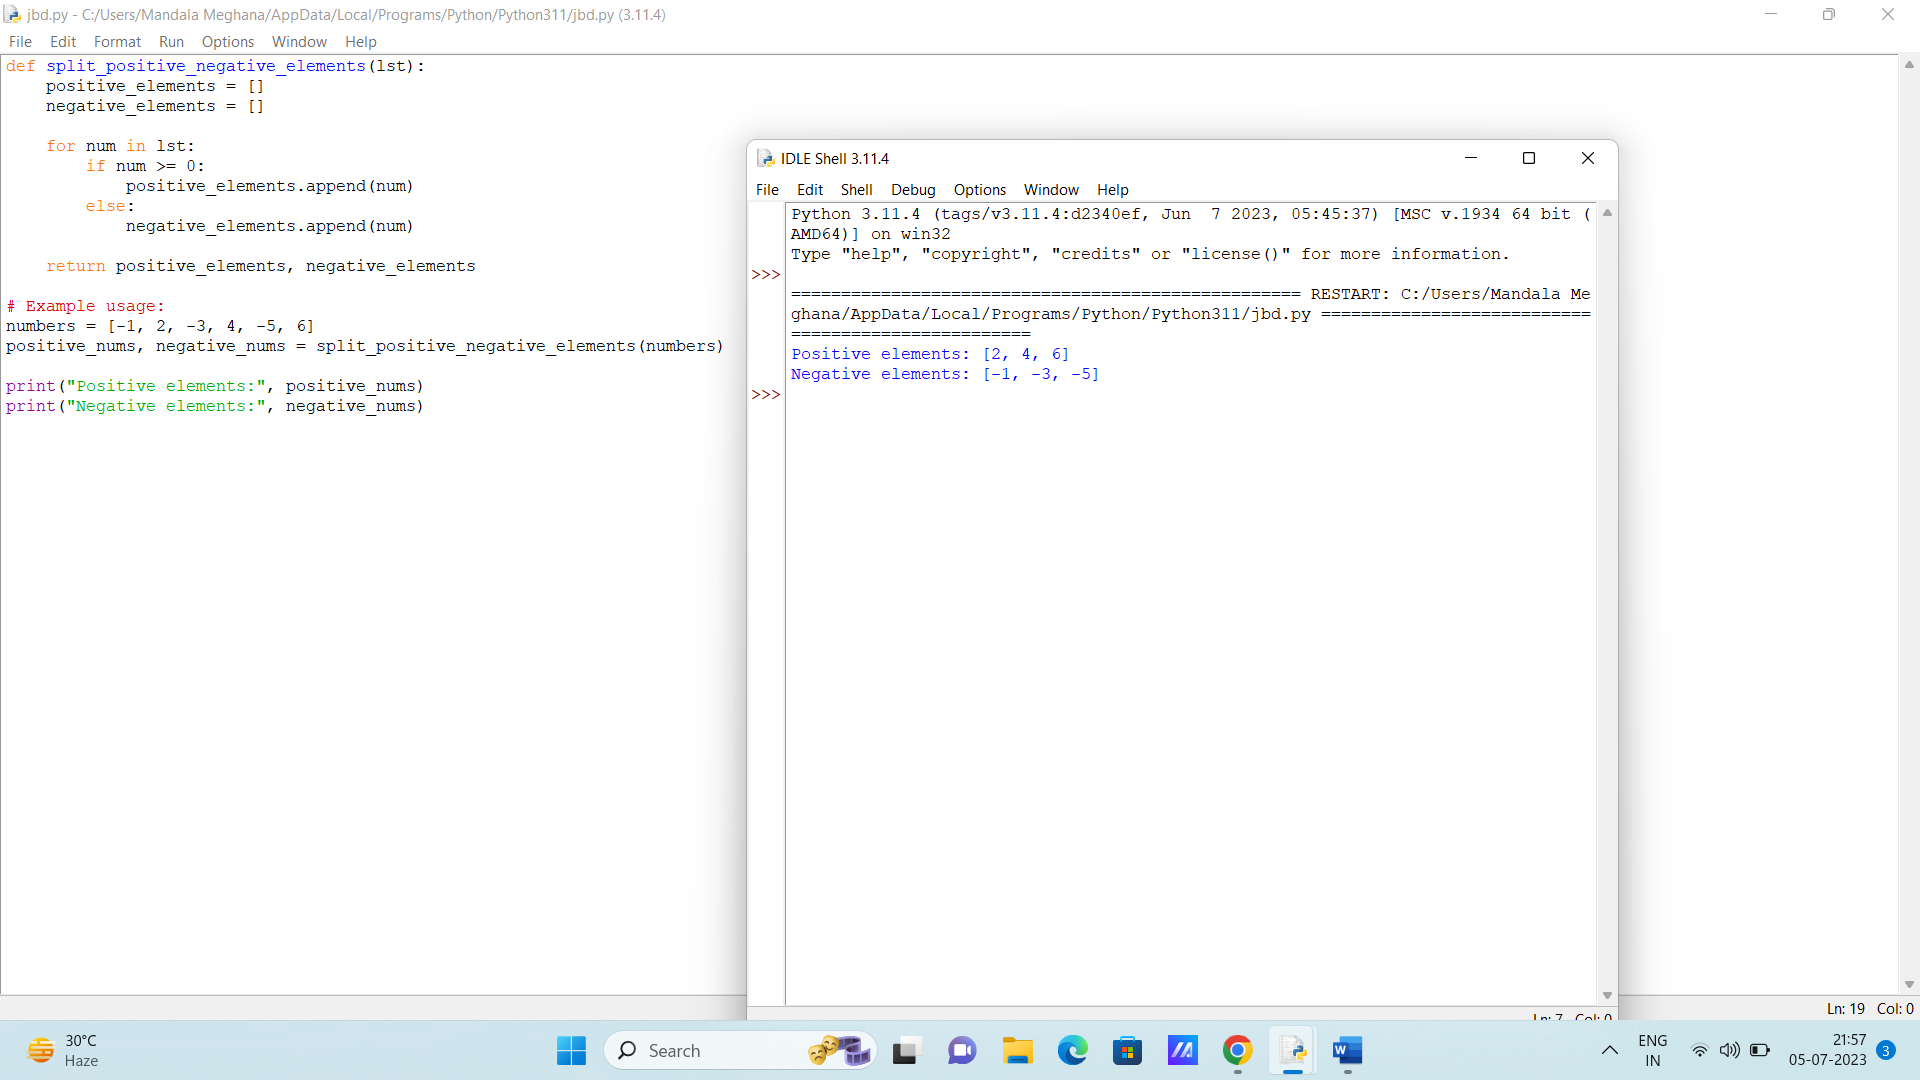 jbd.py - C:/Users/Mandala Meghana/AppData/Local/Programs/Python/Python311/jbd.py (3.11.4)
File Edit Format Run Options Window Help
def split_positive_negative_elements(lst):
    positive_elements = []
    negative_elements = []
    for num in lst:
        if num >= 0:
            positive_elements.append(num)
        else:
            negative_elements.append(num)
    return positive_elements, negative_elements
# Example usage:
numbers = [-1, 2, -3, 4, -5, 6]
positive_nums, negative_nums = split_positive_negative_elements(numbers)
print("Positive elements:", positive_nums)
print("Negative elements:", negative_nums)
IDLE Shell 3.11.4
File Edit Shell Debug Options Window Help
Python 3.11.4 (tags/v3.11.4:d2340ef, Jun  7 2023, 05:45:37) [MSC v.1934 64 bit (
AMD64)] on win32
Type "help", "copyright", "credits" or "license()" for more information.
>>>
=================================================== RESTART: C:/Users/Mandala Me
ghana/AppData/Local/Programs/Python/Python311/jbd.py ===========================
========================
Positive elements: [2, 4, 6]
Negative elements: [-1, -3, -5]
>>>
Ln: 7 Col: 0
Ln: 19 Col: 0
30°C
Haze
Search
ENG
IN
21:57
05-07-2023
3